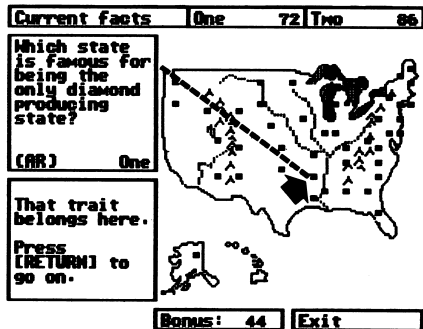 Current facts
One 72
Two 86
Which state
is famous for
being the
only diamond
producing
state?
(AR) One
That trait
belongs here.
Press
[RETURN] to
go on.
Bonus: 44
Exit